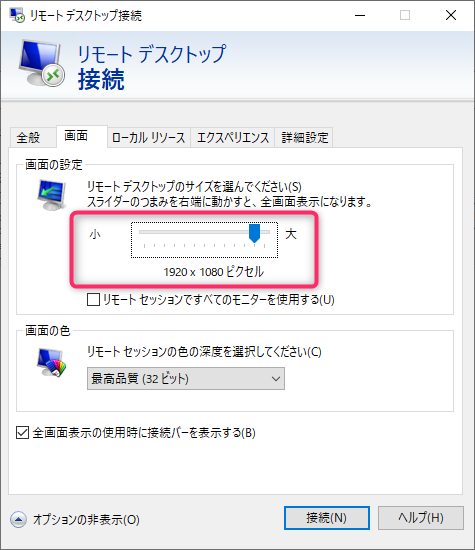 リモート デスクトップ接続
リモート デスクトップ
接続
全般 画面 ローカル リソース エクスペリエンス 詳細設定
画面の設定
リモート デスクトップのサイズを選んでください(S)
スライダーのつまみを右端に動かすと、全画面表示になります。
小 大
1920 x 1080 ピクセル
リモート セッションですべてのモニターを使用する(U)
画面の色
リモート セッションの色の深度を選択してください(C)
最高品質 (32 ビット)
全画面表示の使用時に接続バーを表示する(B)
オプションの非表示(O) 接続(N) ヘルプ(H)